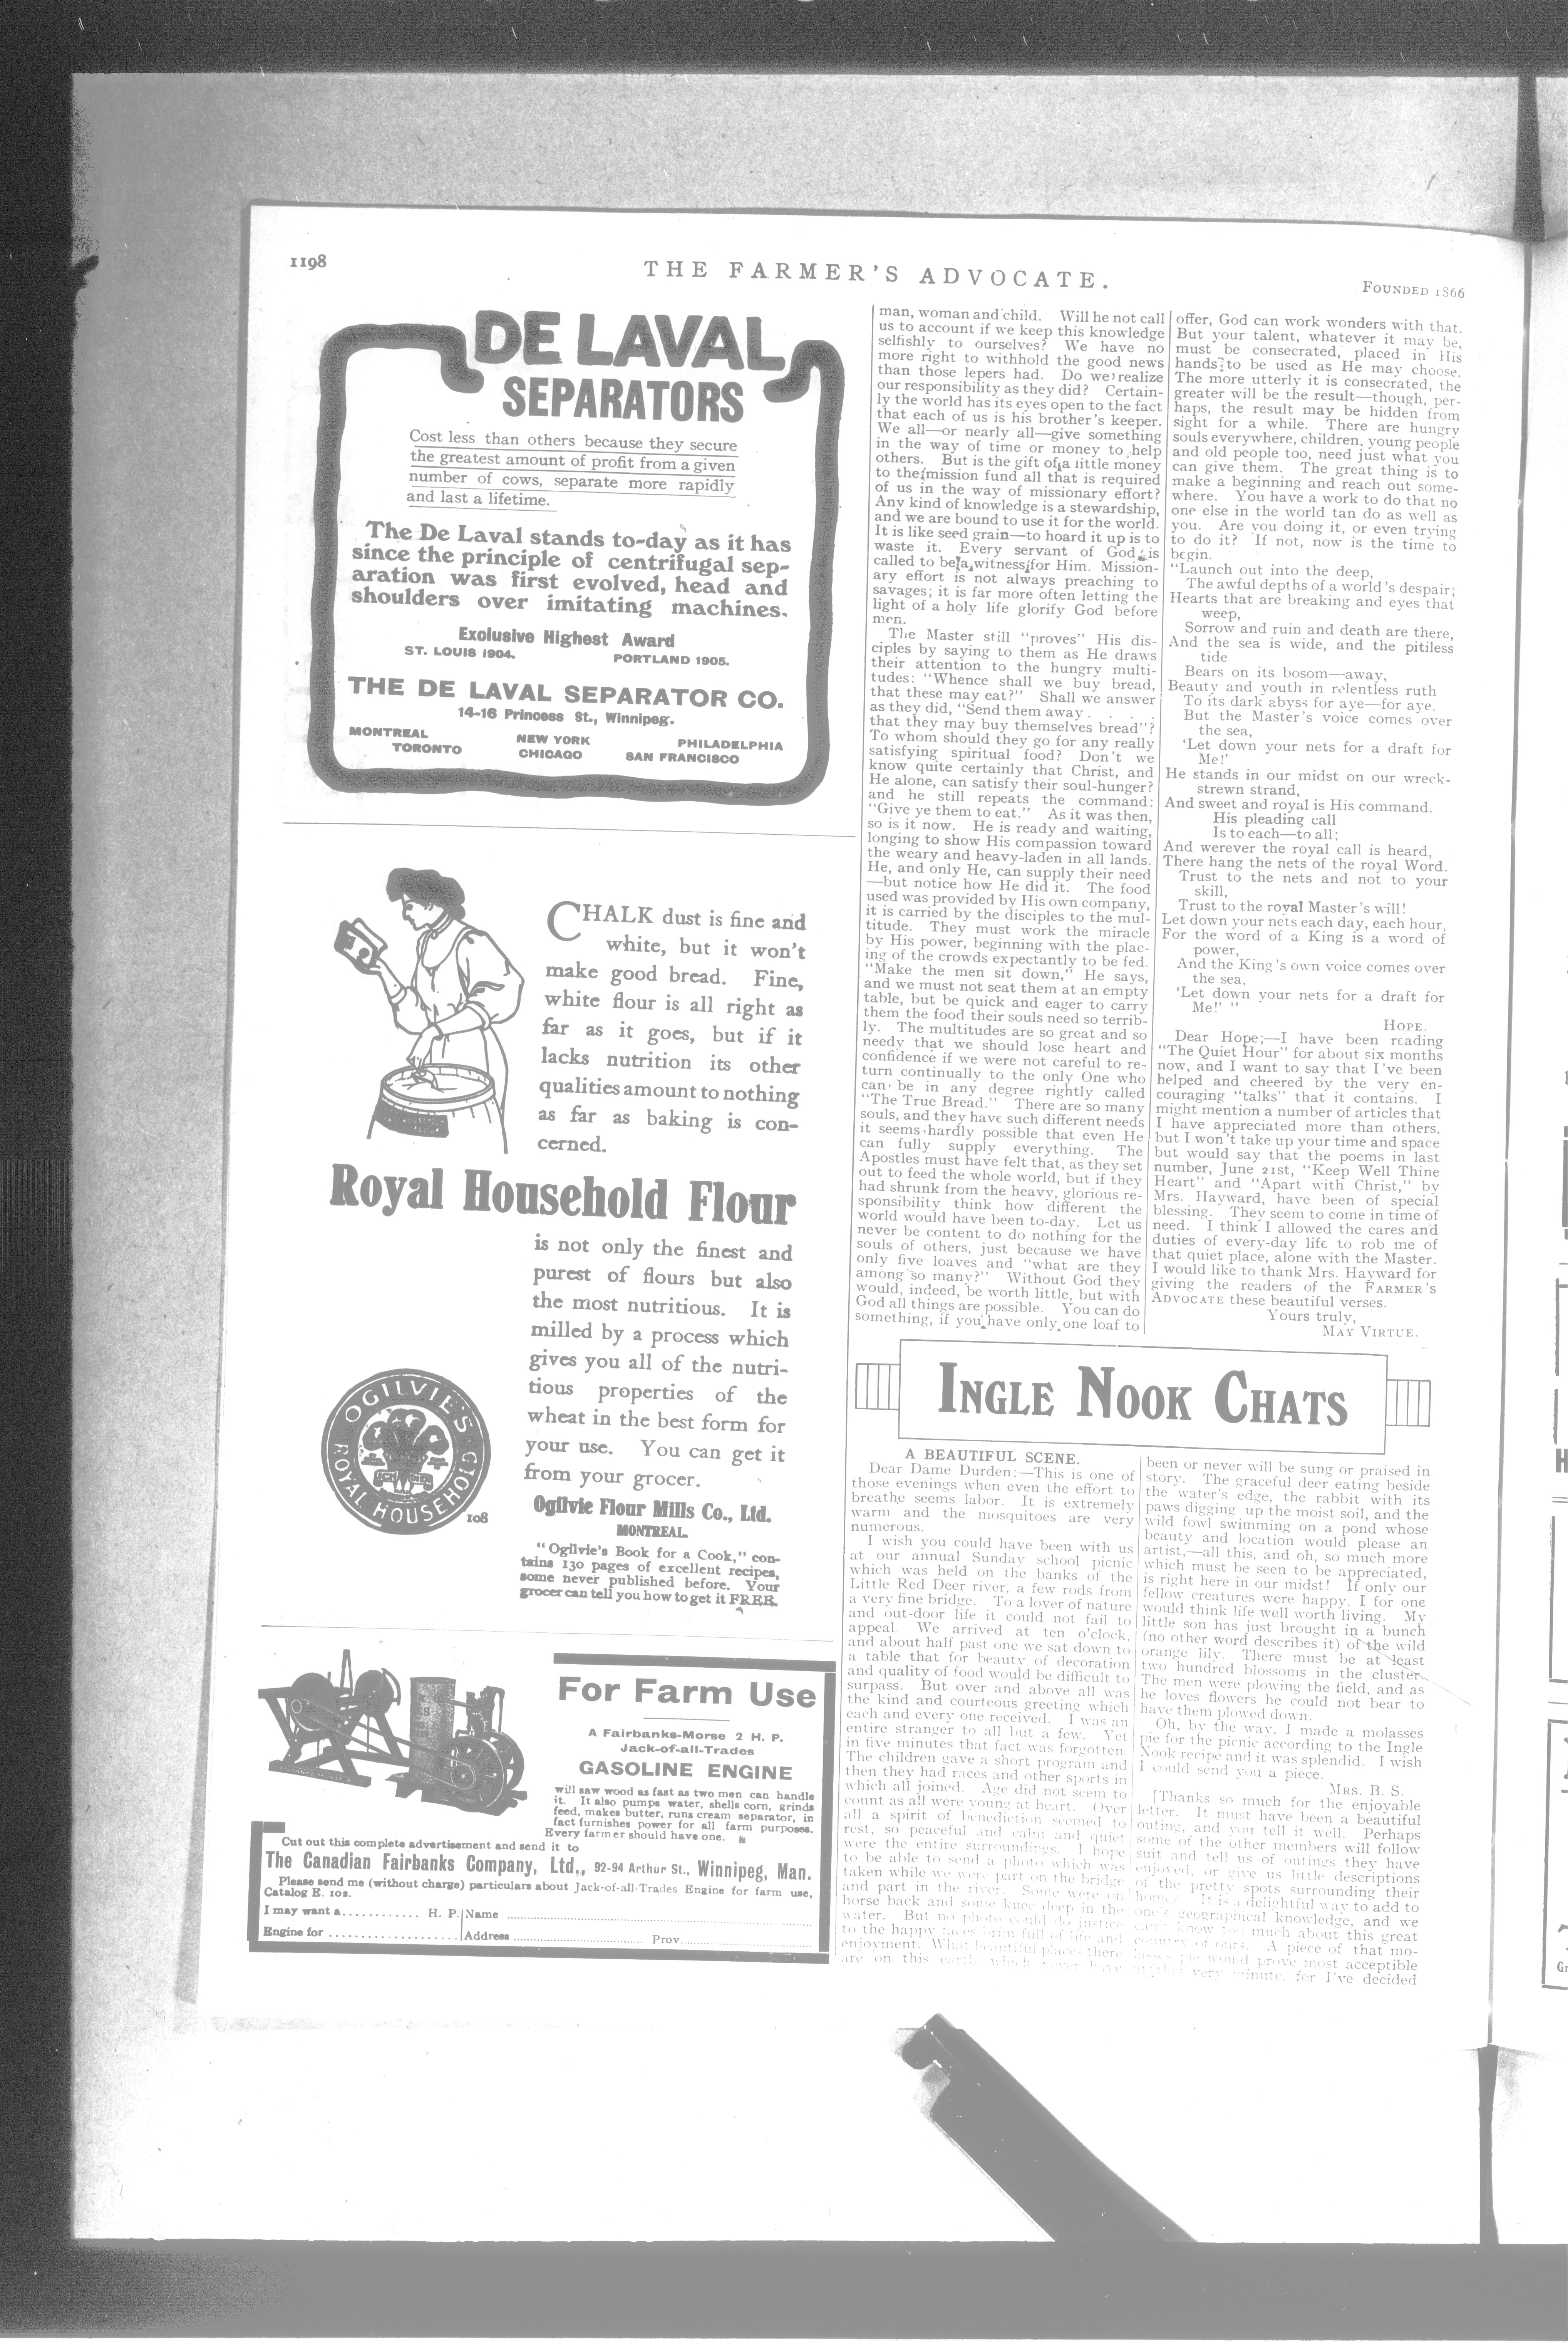 1198
THE FARMER'S ADVOCATE.
FOUNDED 1866
DE LAVAL
SEPARATORS
Cost less than others because they secure
the greatest amount of profit from a given
number of cows, separate more rapidly
and last a lifetime.
The De Laval stands to-day as it has
since the principle of centrifugal sep-
aration was first evolved, head and
shoulders over imitating machines.
Exclusive Highest Award
ST. LOUIS 1904. PORTLAND 1905.
THE DE LAVAL SEPARATOR CO.
14-16 Princess St., Winnipeg.
MONTREAL NEW YORK PHILADELPHIA
TORONTO CHICAGO SAN FRANCISCO
CHALK dust is fine and
white, but it won't
make good bread. Fine,
white flour is all right as
far as it goes, but if it
lacks nutrition its other
qualities amount to nothing
as far as baking is con-
cerned.
Royal Household Flour
is not only the finest and
purest of flours but also
the most nutritious. It is
milled by a process which
gives you all of the nutri-
tious properties of the
wheat in the best form for
your use. You can get it
from your grocer.
Ogilvie Flour Mills Co., Ltd.
MONTREAL.
"Ogilvie's Book for a Cook," con-
tains 130 pages of excellent recipes,
some never published before. Your
grocer can tell you how to get it FREE.
OGILVIE'S
ROYAL HOUSEHOLD
108
For Farm Use
A Fairbanks-Morse 2 H. P.
Jack-of-all-Trades
GASOLINE ENGINE
will saw wood as fast as two men can handle
it. It also pumps water, shells corn, grinds
feed, makes butter, runs cream separator, in
fact furnishes power for all farm purposes.
Every farmer should have one.
Cut out this complete advertisement and send it to
The Canadian Fairbanks Company, Ltd., 92-94 Arthur St., Winnipeg, Man.
Please send me (without charge) particulars about Jack-of-all-Trades Engine for farm use,
Catalog E. 102.
I may want a............ H. P. Name
Engine for ..................... Address ........................ Prov........................
man, woman and child. Will he not call
us to account if we keep this knowledge
selfishly to ourselves? We have no
more right to withhold the good news
than those lepers had. Do we realize
our responsibility as they did? Certain-
ly the world has its eyes open to the fact
that each of us is his brother's keeper.
We all—or nearly all—give something
in the way of time or money to help
others. But is the gift of a little money
to the mission fund all that is required
of us in the way of missionary effort?
Any kind of knowledge is a stewardship,
and we are bound to use it for the world.
It is like seed grain—to hoard it up is to
waste it. Every servant of God is
called to be a witness for Him. Mission-
ary effort is not always preaching to
savages; it is far more often letting the
light of a holy life glorify God before
men.
The Master still "proves" His dis-
ciples by saying to them as He draws
their attention to the hungry multi-
tudes: "Whence shall we buy bread,
that these may eat?" Shall we answer
as they did, "Send them away . . . .
that they may buy themselves bread"?
To whom should they go for any really
satisfying spiritual food? Don't we
know quite certainly that Christ, and
He alone, can satisfy their soul-hunger?
and he still repeats the command:
"Give ye them to eat." As it was then,
so is it now. He is ready and waiting,
longing to show His compassion toward
the weary and heavy-laden in all lands.
He, and only He, can supply their need
—but notice how He did it. The food
used was provided by His own company,
it is carried by the disciples to the mul-
titude. They must work the miracle
by His power, beginning with the plac-
ing of the crowds expectantly to be fed.
"Make the men sit down," He says,
and we must not seat them at an empty
table, but be quick and eager to carry
them the food their souls need so terrib-
ly. The multitudes are so great and so
needy that we should lose heart and
confidence if we were not careful to re-
turn continually to the only One who
can be in any degree rightly called
"The True Bread." There are so many
souls, and they have such different needs
it seems hardly possible that even He
can fully supply everything. The
Apostles must have felt that, as they set
out to feed the whole world, but if they
had shrunk from the heavy, glorious re-
sponsibility think how different the
world would have been to-day. Let us
never be content to do nothing for the
souls of others, just because we have
only five loaves and "what are they
among so many?" Without God they
would, indeed, be worth little, but with
God all things are possible. You can do
something, if you have only one loaf to
offer, God can work wonders with that.
But your talent, whatever it may be,
must be consecrated, placed in His
hands to be used as He may choose.
The more utterly it is consecrated, the
greater will be the result—though, per-
haps, the result may be hidden from
sight for a while. There are hungry
souls everywhere, children, young people
and old people too, need just what you
can give them. The great thing is to
make a beginning and reach out some-
where. You have a work to do that no
one else in the world tan do as well as
you. Are you doing it, or even trying
to do it? If not, now is the time to
begin.
"Launch out into the deep,
The awful depths of a world's despair;
Hearts that are breaking and eyes that
weep,
Sorrow and ruin and death are there,
And the sea is wide, and the pitiless
tide
Bears on its bosom—away,
Beauty and youth in relentless ruth
To its dark abyss for aye—for aye.
But the Master's voice comes over
the sea,
'Let down your nets for a draft for
Me!'
He stands in our midst on our wreck-
strewn strand,
And sweet and royal is His command.
His pleading call
Is to each—to all;
And werever the royal call is heard,
There hang the nets of the royal Word.
Trust to the nets and not to your
skill,
Trust to the royal Master's will!
Let down your nets each day, each hour,
For the word of a King is a word of
power,
And the King's own voice comes over
the sea,
'Let down your nets for a draft for
Me!' "
HOPE.
Dear Hope;—I have been reading
"The Quiet Hour" for about six months
now, and I want to say that I've been
helped and cheered by the very en-
couraging "talks" that it contains. I
might mention a number of articles that
I have appreciated more than others,
but I won't take up your time and space
but would say that the poems in last
number, June 21st, "Keep Well Thine
Heart" and "Apart with Christ," by
Mrs. Hayward, have been of special
blessing. They seem to come in time of
need. I think I allowed the cares and
duties of every-day life to rob me of
that quiet place, alone with the Master.
I would like to thank Mrs. Hayward for
giving the readers of the FARMER'S
ADVOCATE these beautiful verses.
Yours truly,
MAY VIRTUE.
INGLE NOOK CHATS
A BEAUTIFUL SCENE.
Dear Dame Durden:—This is one of
those evenings when even the effort to
breathe seems labor. It is extremely
warm and the mosquitoes are very
numerous.
I wish you could have been with us
at our annual Sunday school picnic
which was held on the banks of the
Little Red Deer river, a few rods from
a very fine bridge. To a lover of nature
and out-door life it could not fail to
appeal. We arrived at ten o'clock,
and about half past one we sat down to
a table that for beauty of decoration
and quality of food would be difficult to
surpass. But over and above all was
the kind and courteous greeting which
each and every one received. I was an
entire stranger to all but a few. Yet
in five minutes that fact was forgotten.
The children gave a short program and
then they had races and other sports in
which all joined. Age did not seem to
count as all were young at heart. Over
all a spirit of benediction seemed to
rest, so peaceful and calm and quiet
were the entire surroundings. I hope
to be able to send a photo which was
taken while we were part on the bridge
and part in the river. Some were on
horse back and some knee deep in the
water. But no photo could do justice
to the happy faces brim full of life and
enjoyment. What beautiful places there
are on this earth which never have
been or never will be sung or praised in
story. The graceful deer eating beside
the water's edge, the rabbit with its
paws digging up the moist soil, and the
wild fowl swimming on a pond whose
beauty and location would please an
artist,—all this, and oh, so much more
which must be seen to be appreciated,
is right here in our midst! If only our
fellow creatures were happy, I for one
would think life well worth living. My
little son has just brought in a bunch
(no other word describes it) of the wild
orange lily. There must be at least
two hundred blossoms in the cluster.
The men were plowing the field, and as
he loves flowers he could not bear to
have them plowed down.
Oh, by the way, I made a molasses
pie for the picnic according to the Ingle
Nook recipe and it was splendid. I wish
I could send you a piece.
MRS. B. S.
[Thanks so much for the enjoyable
letter. It must have been a beautiful
outing, and you tell it well. Perhaps
some of the other members will follow
suit and tell us of outings they have
enjoyed, or give us little descriptions
of the pretty spots surrounding their
homes. It is a delightful way to add to
one's geographical knowledge, and we
can't know too much about this great
country of ours. A piece of that mo-
lasses pie would prove most acceptible
at this very minute, for I've decided